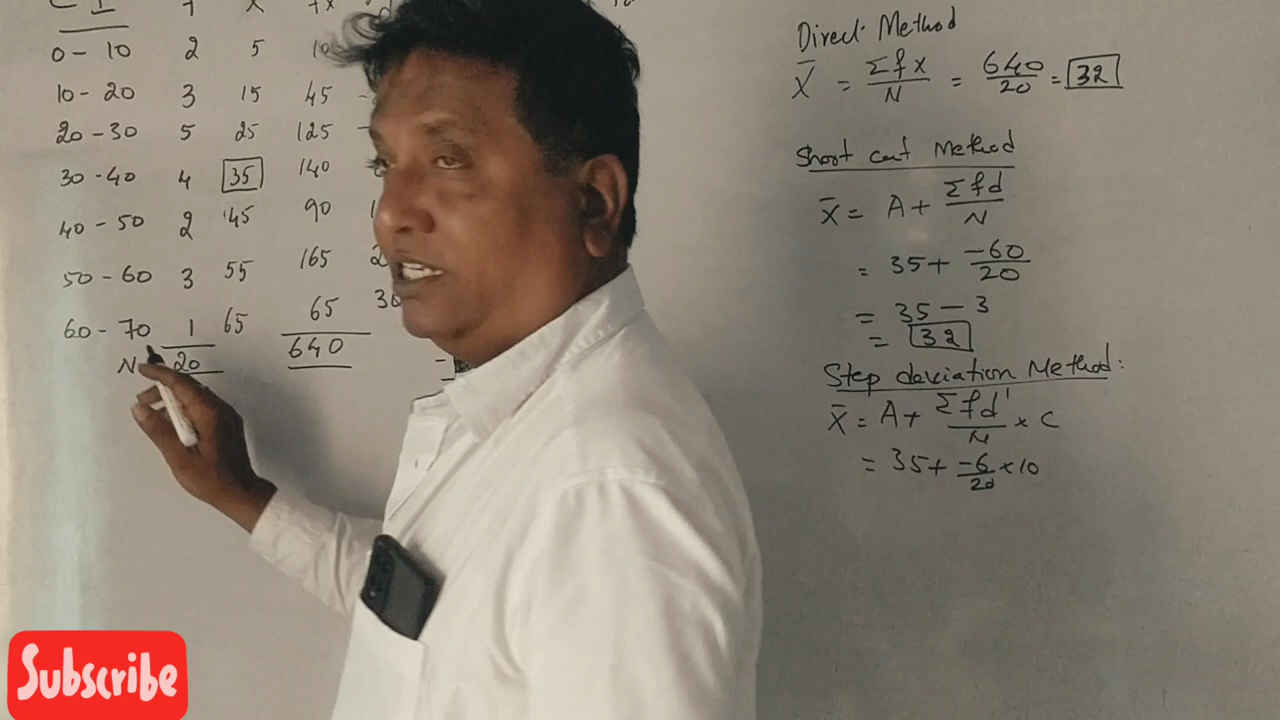 C I f x fx
0 - 10 2 5 10
10 - 20 3 15 45 -
20 - 30 5 25 125 -
30 - 40 4 35 140
40 - 50 2 45 90 1
50 - 60 3 55 165 2
60 - 70 1 65 65 30
N 20 640 -
Direct Method
X̄ = Σfx/N = 640/20 = 32
Short cut Method
x̄ = A + Σfd/N
= 35 + -60/20
= 35 - 3
= 32
Step deviation Method:
x̄ = A + Σfd'/N × C
= 35 + -6/20 × 10
Subscribe